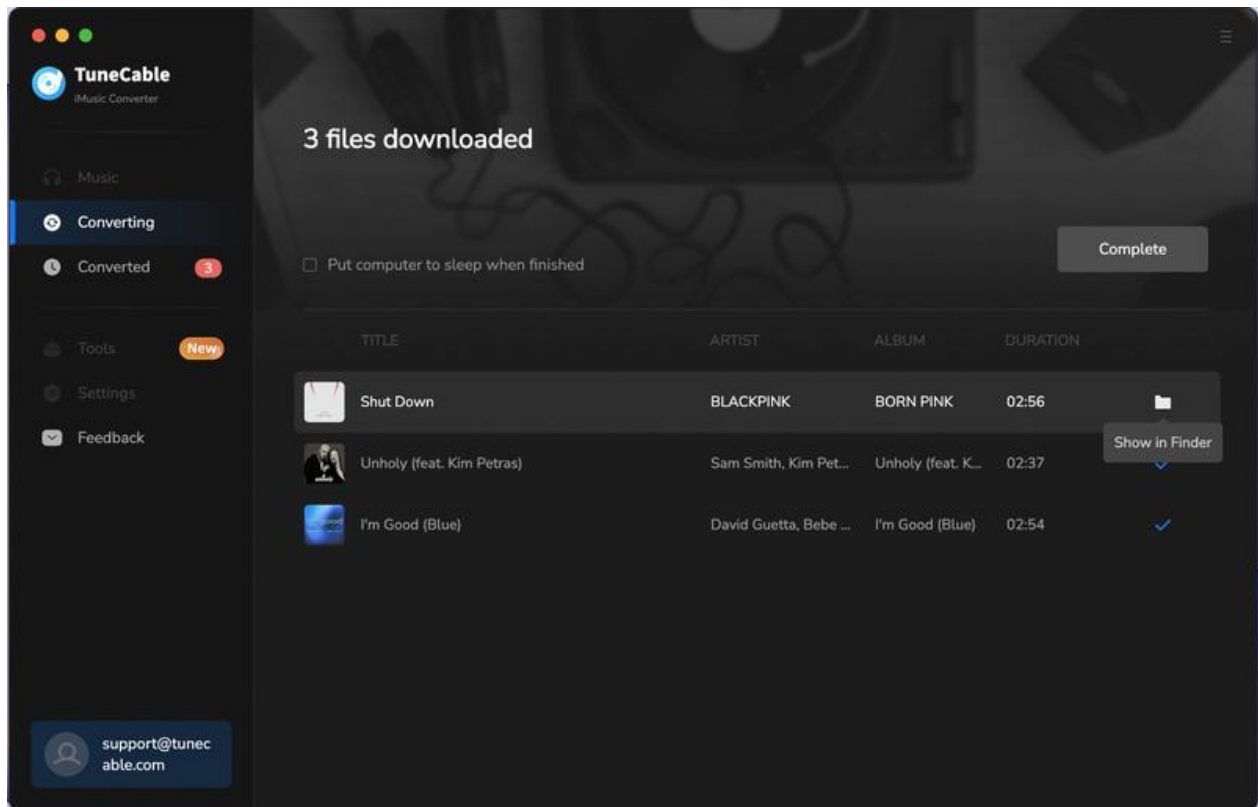 TuneCable
iMusic Converter
Music
Converting
Converted 3
Tools New
Settings
Feedback
support@tunec
able.com
3 files downloaded
Put computer to sleep when finished
Complete
TITLE ARTIST ALBUM DURATION
Shut Down BLACKPINK BORN PINK 02:56
Show in Finder
Unholy (feat. Kim Petras) Sam Smith, Kim Pet... Unholy (feat. K... 02:37
I'm Good (Blue) David Guetta, Bebe ... I'm Good (Blue) 02:54